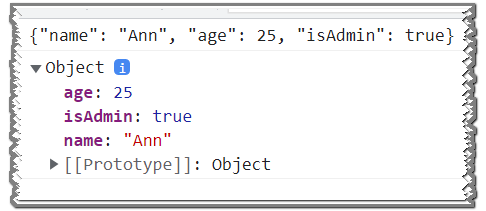 {"name": "Ann", "age": 25, "isAdmin": true}
Object i
age: 25
isAdmin: true
name: "Ann"
[[Prototype]]: Object